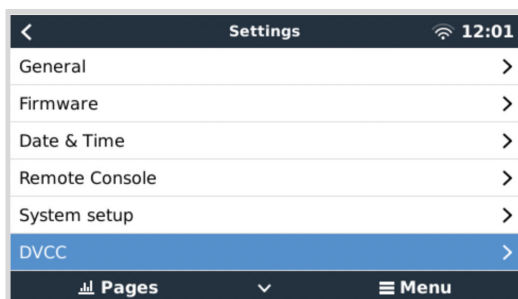 Settings 12:01
General
Firmware
Date & Time
Remote Console
System setup
DVCC
Pages Menu